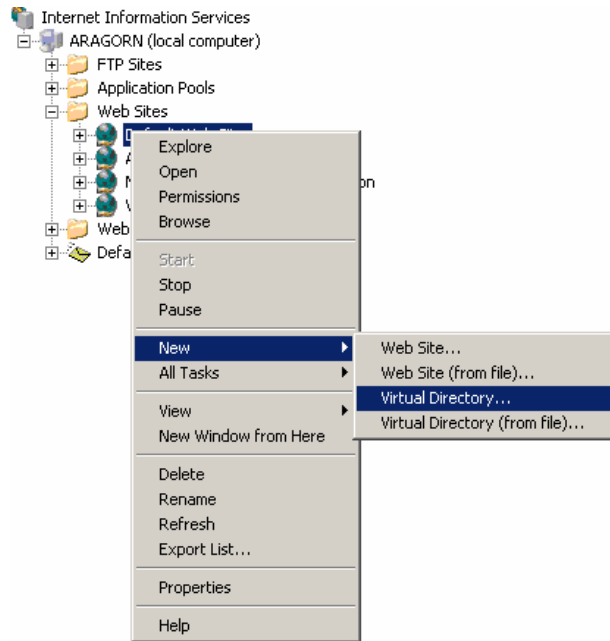 Internet Information Services
ARAGORN (local computer)
FTP Sites
Application Pools
Web Sites
Web
Defa
Explore
Open
Permissions
Browse
Start
Stop
Pause
New
All Tasks
View
New Window from Here
Delete
Rename
Refresh
Export List...
Properties
Help
Web Site...
Web Site (from file)...
Virtual Directory...
Virtual Directory (from file)...